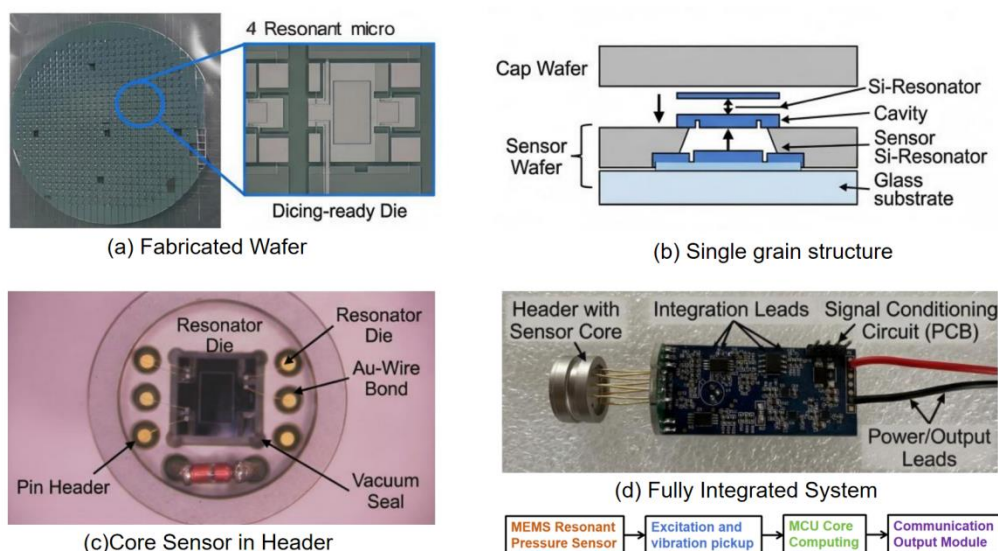 4 Resonant micro
Dicing-ready Die
(a) Fabricated Wafer
Cap Wafer
Si-Resonator
Cavity
Sensor
Sensor
Wafer
Si-Resonator
Glass
substrate
(b) Single grain structure
Resonator
Die
Resonator
Die
Au-Wire
Bond
Pin Header
Vacuum
Seal
(c)Core Sensor in Header
Header with
Sensor Core
Integration Leads
Signal Conditioning
Circuit (PCB)
Power/Output
Leads
(d) Fully Integrated System
MEMS Resonant
Pressure Sensor
Excitation and
vibration pickup
MCU Core
Computing
Communication
Output Module